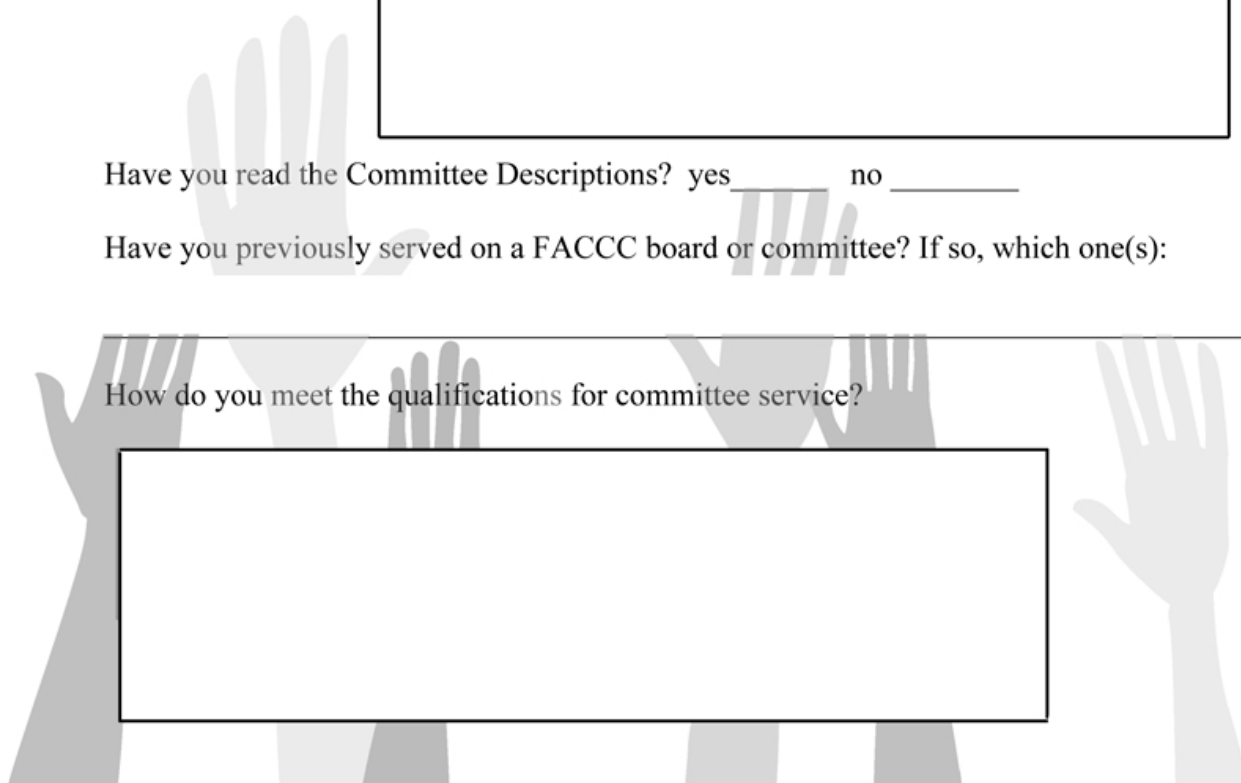 Have you read the Committee Descriptions? yes______ no ________
Have you previously served on a FACCC board or committee? If so, which one(s):
How do you meet the qualifications for committee service?